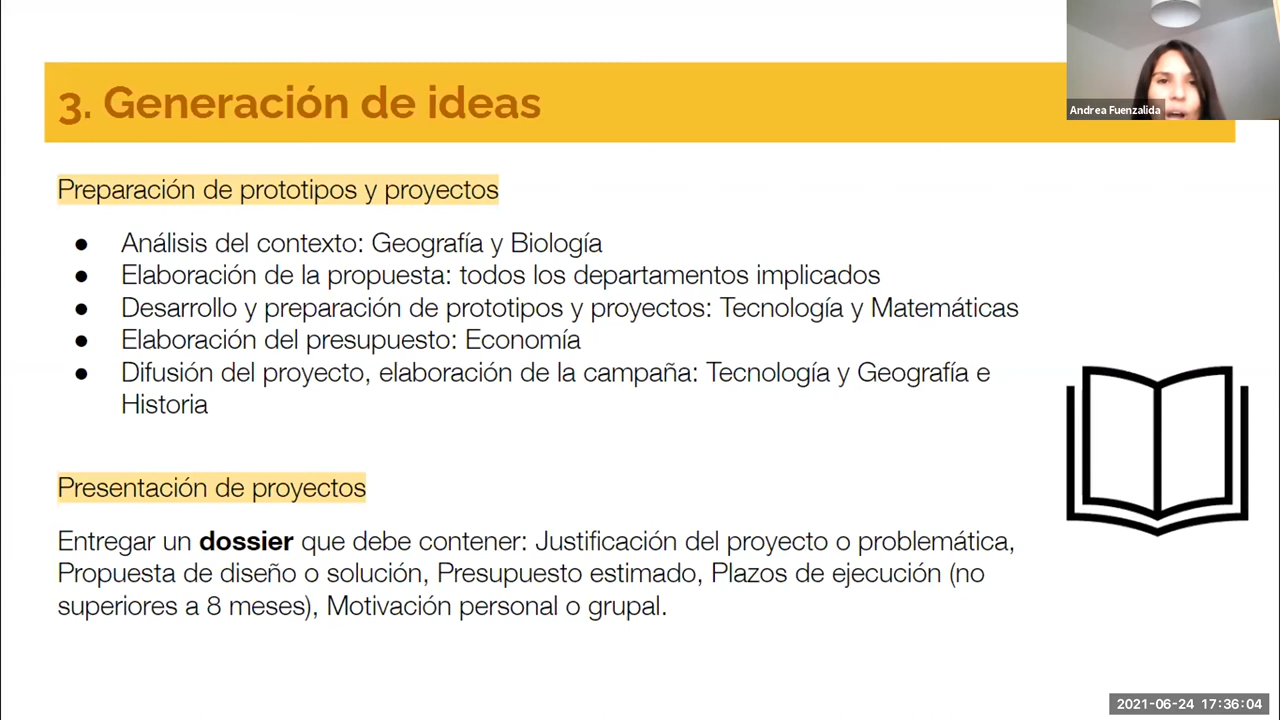 Andrea Fuenzalida
3. Generación de ideas
Preparación de prototipos y proyectos
● Análisis del contexto: Geografía y Biología
● Elaboración de la propuesta: todos los departamentos implicados
● Desarrollo y preparación de prototipos y proyectos: Tecnología y Matemáticas
● Elaboración del presupuesto: Economía
● Difusión del proyecto, elaboración de la campaña: Tecnología y Geografía e
Historia
Presentación de proyectos
Entregar un dossier que debe contener: Justificación del proyecto o problemática,
Propuesta de diseño o solución, Presupuesto estimado, Plazos de ejecución (no
superiores a 8 meses), Motivación personal o grupal.
2021-06-24 17:36:04